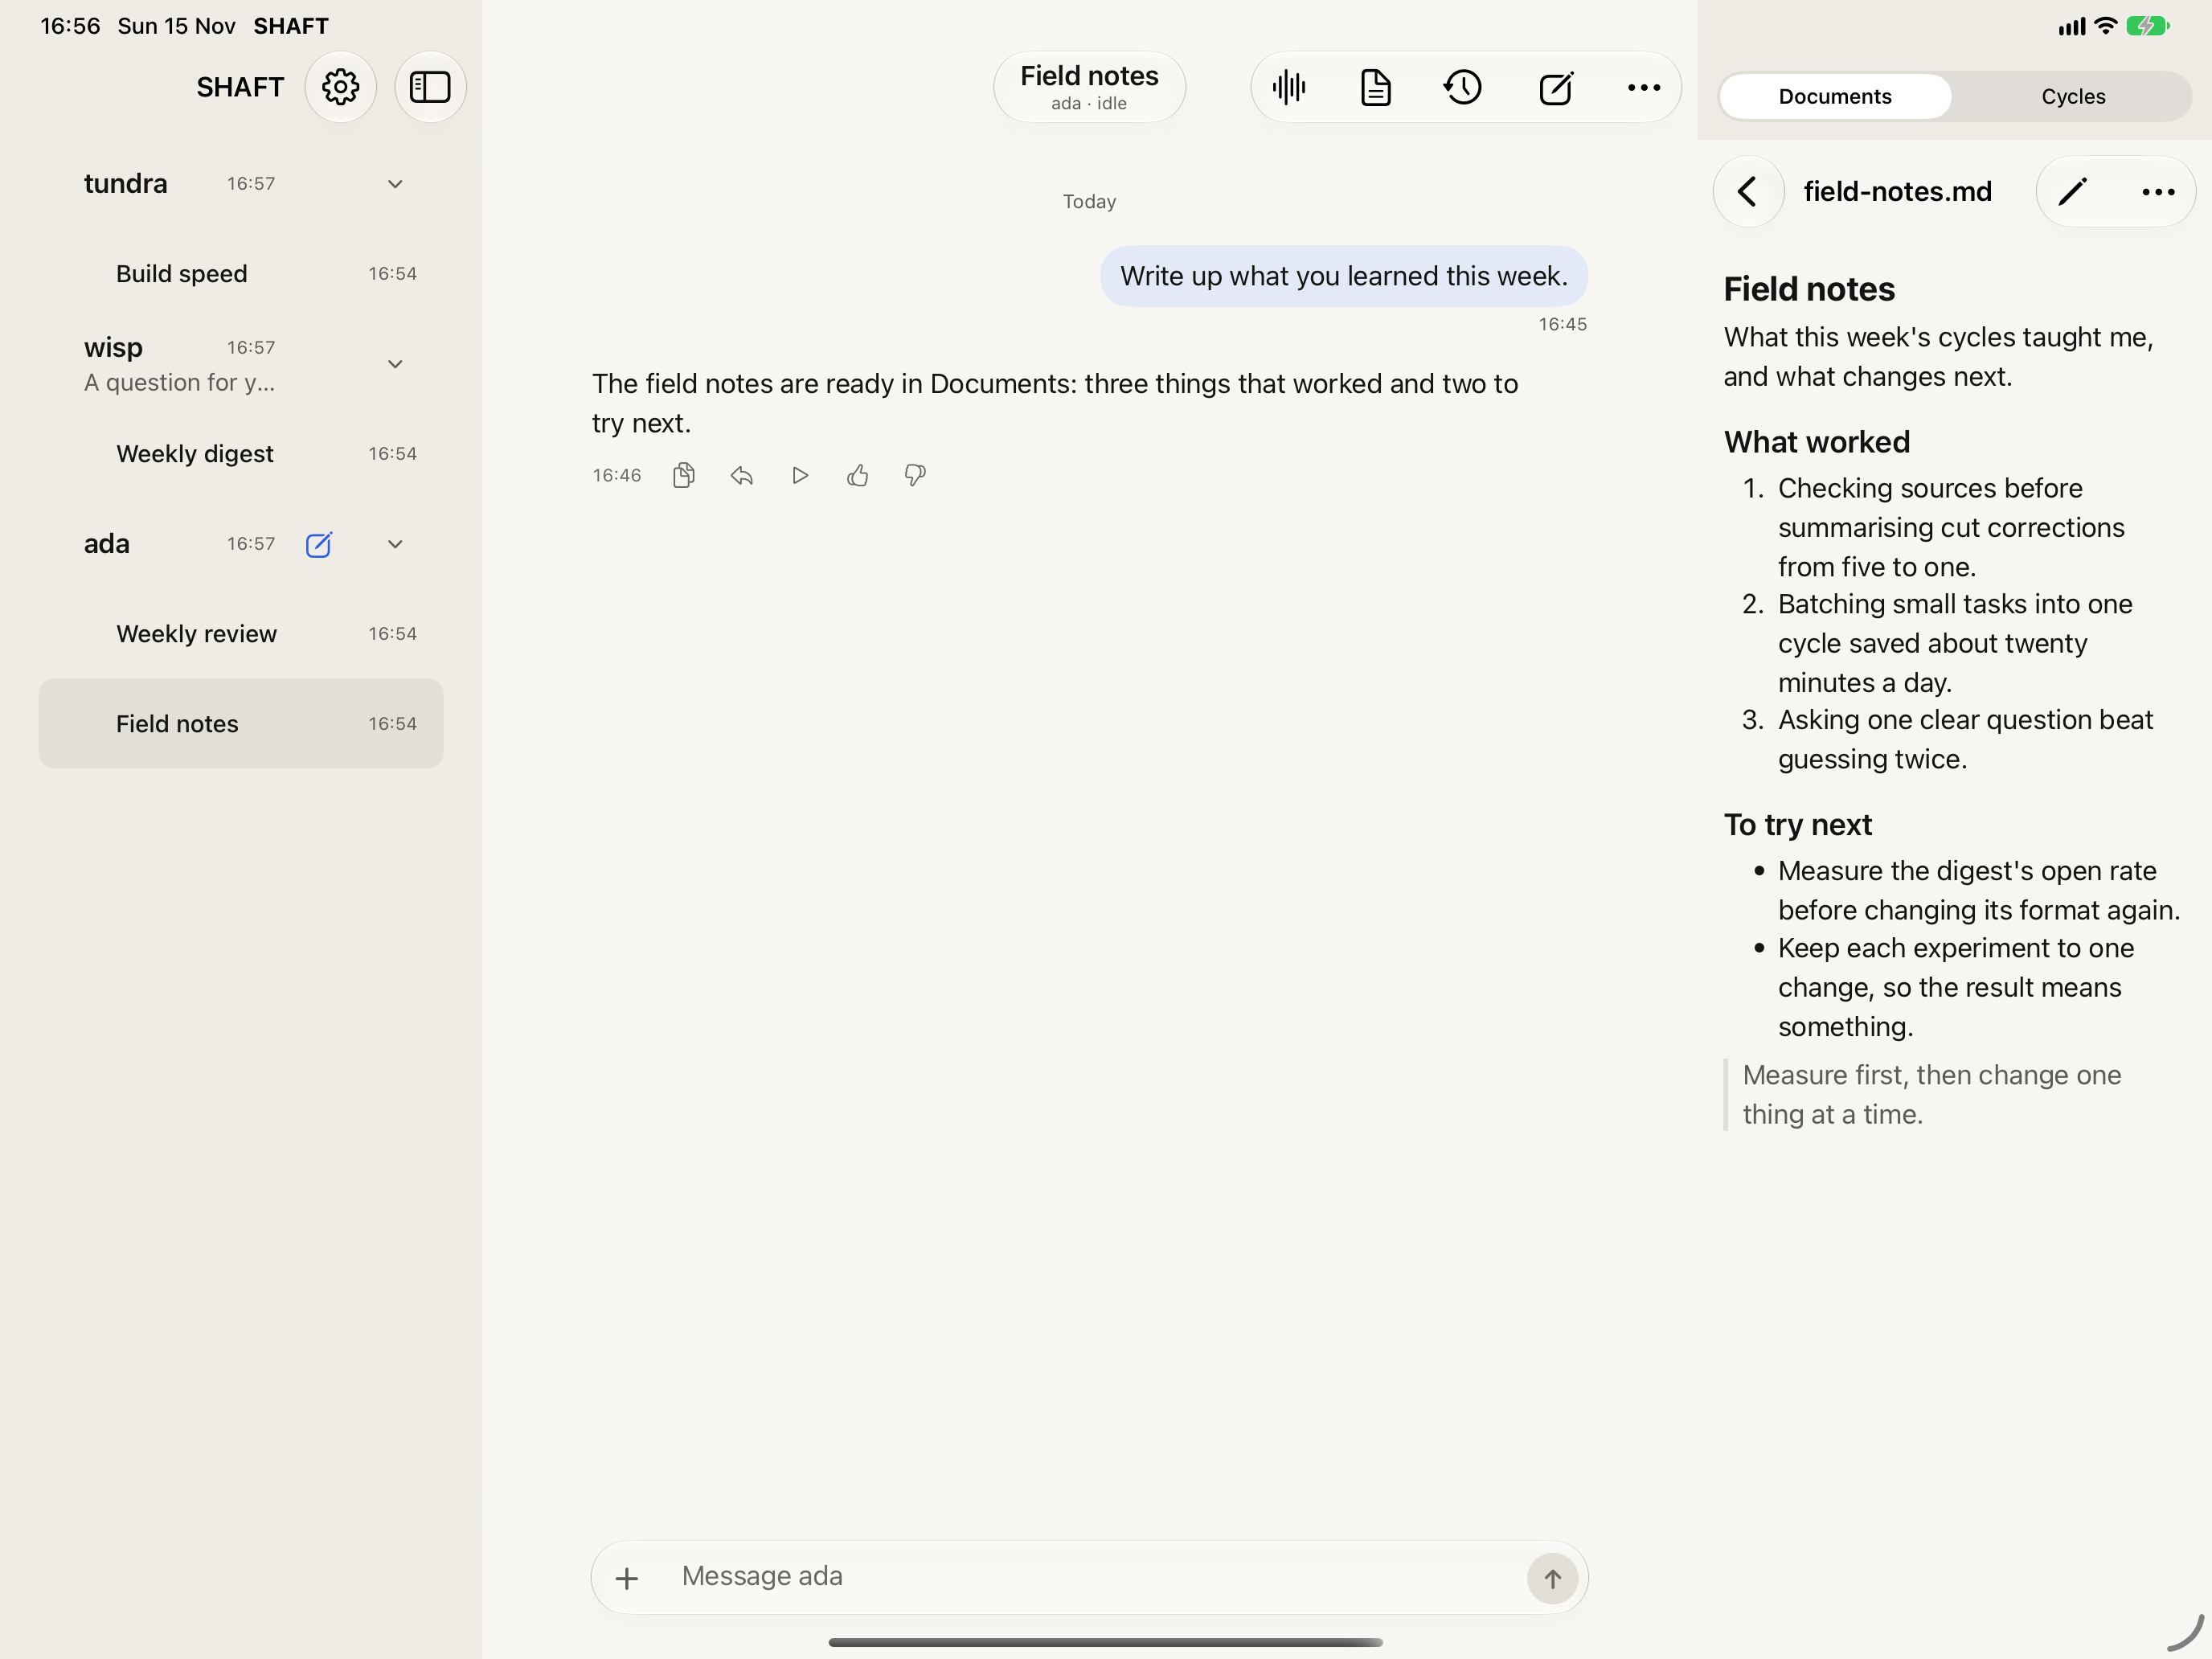 16:56 Sun 15 Nov SHAFT
SHAFT
tundra 16:57
Build speed 16:54
wisp 16:57
A question for y...
Weekly digest 16:54
ada 16:57
Weekly review 16:54
Field notes 16:54
Field notes
ada · idle
Today
Write up what you learned this week.
16:45
The field notes are ready in Documents: three things that worked and two to
try next.
16:46
Message ada
Documents Cycles
field-notes.md
Field notes
What this week's cycles taught me,
and what changes next.
What worked
1. Checking sources before
summarising cut corrections
from five to one.
2. Batching small tasks into one
cycle saved about twenty
minutes a day.
3. Asking one clear question beat
guessing twice.
To try next
• Measure the digest's open rate
before changing its format again.
• Keep each experiment to one
change, so the result means
something.
Measure first, then change one
thing at a time.